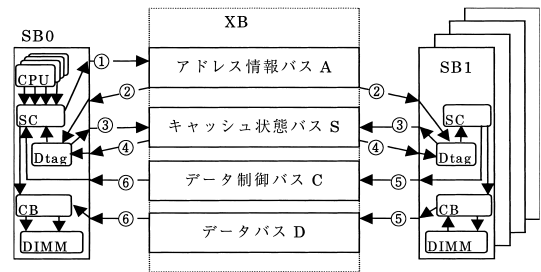 XB
SB0
CPU
SC
Dtag
CB
DIMM
①
②
③
④
⑥
⑥
アドレス情報バス A
キャッシュ状態バス S
データ制御バス C
データバス D
②
③
④
⑤
⑤
SB1
SC
Dtag
CB
DIMM